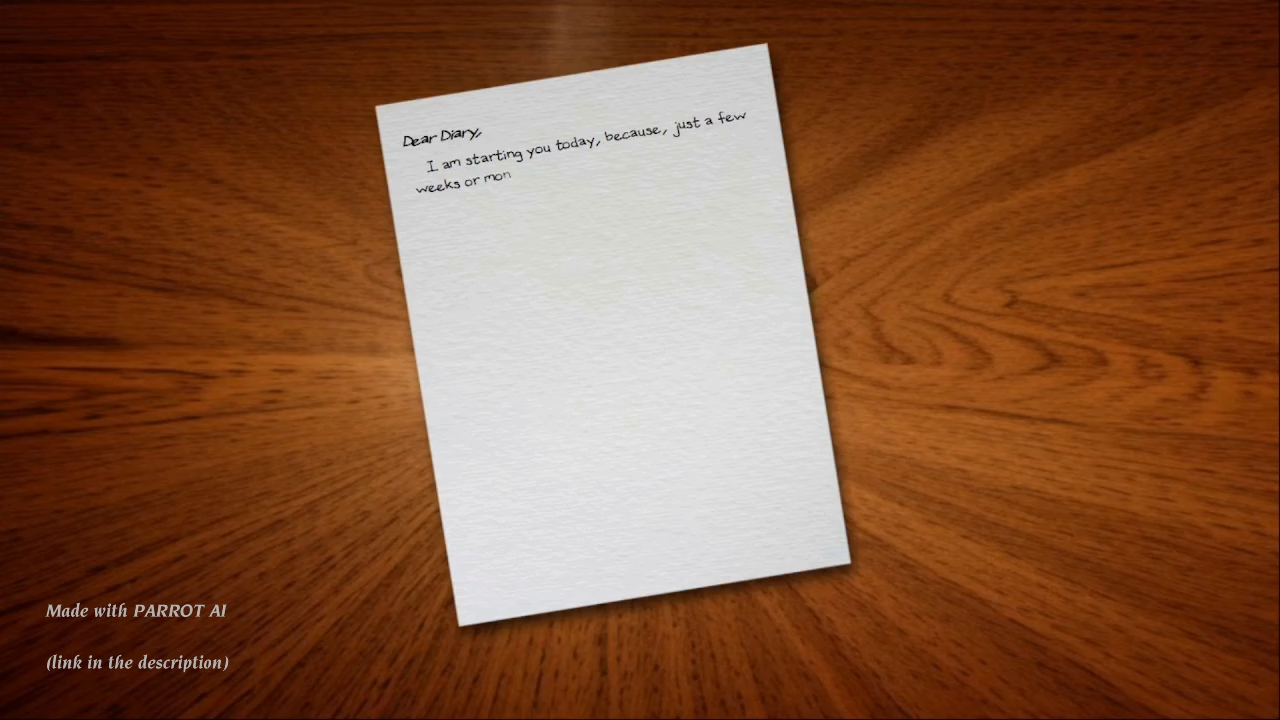 Dear Diary,
I am starting you today, because, just a few
weeks or mon
Made with PARROT AI
(link in the description)